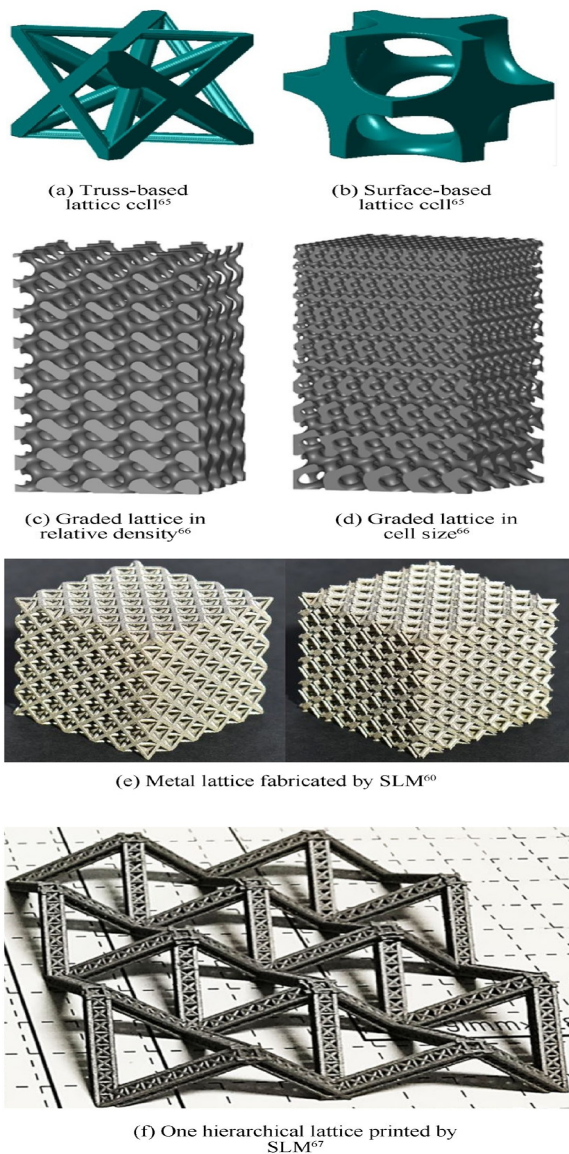 (a) Truss-based
lattice cell65
(b) Surface-based
lattice cell65
(c) Graded lattice in
relative density66
(d) Graded lattice in
cell size66
(e) Metal lattice fabricated by SLM60
(f) One hierarchical lattice printed by
SLM67